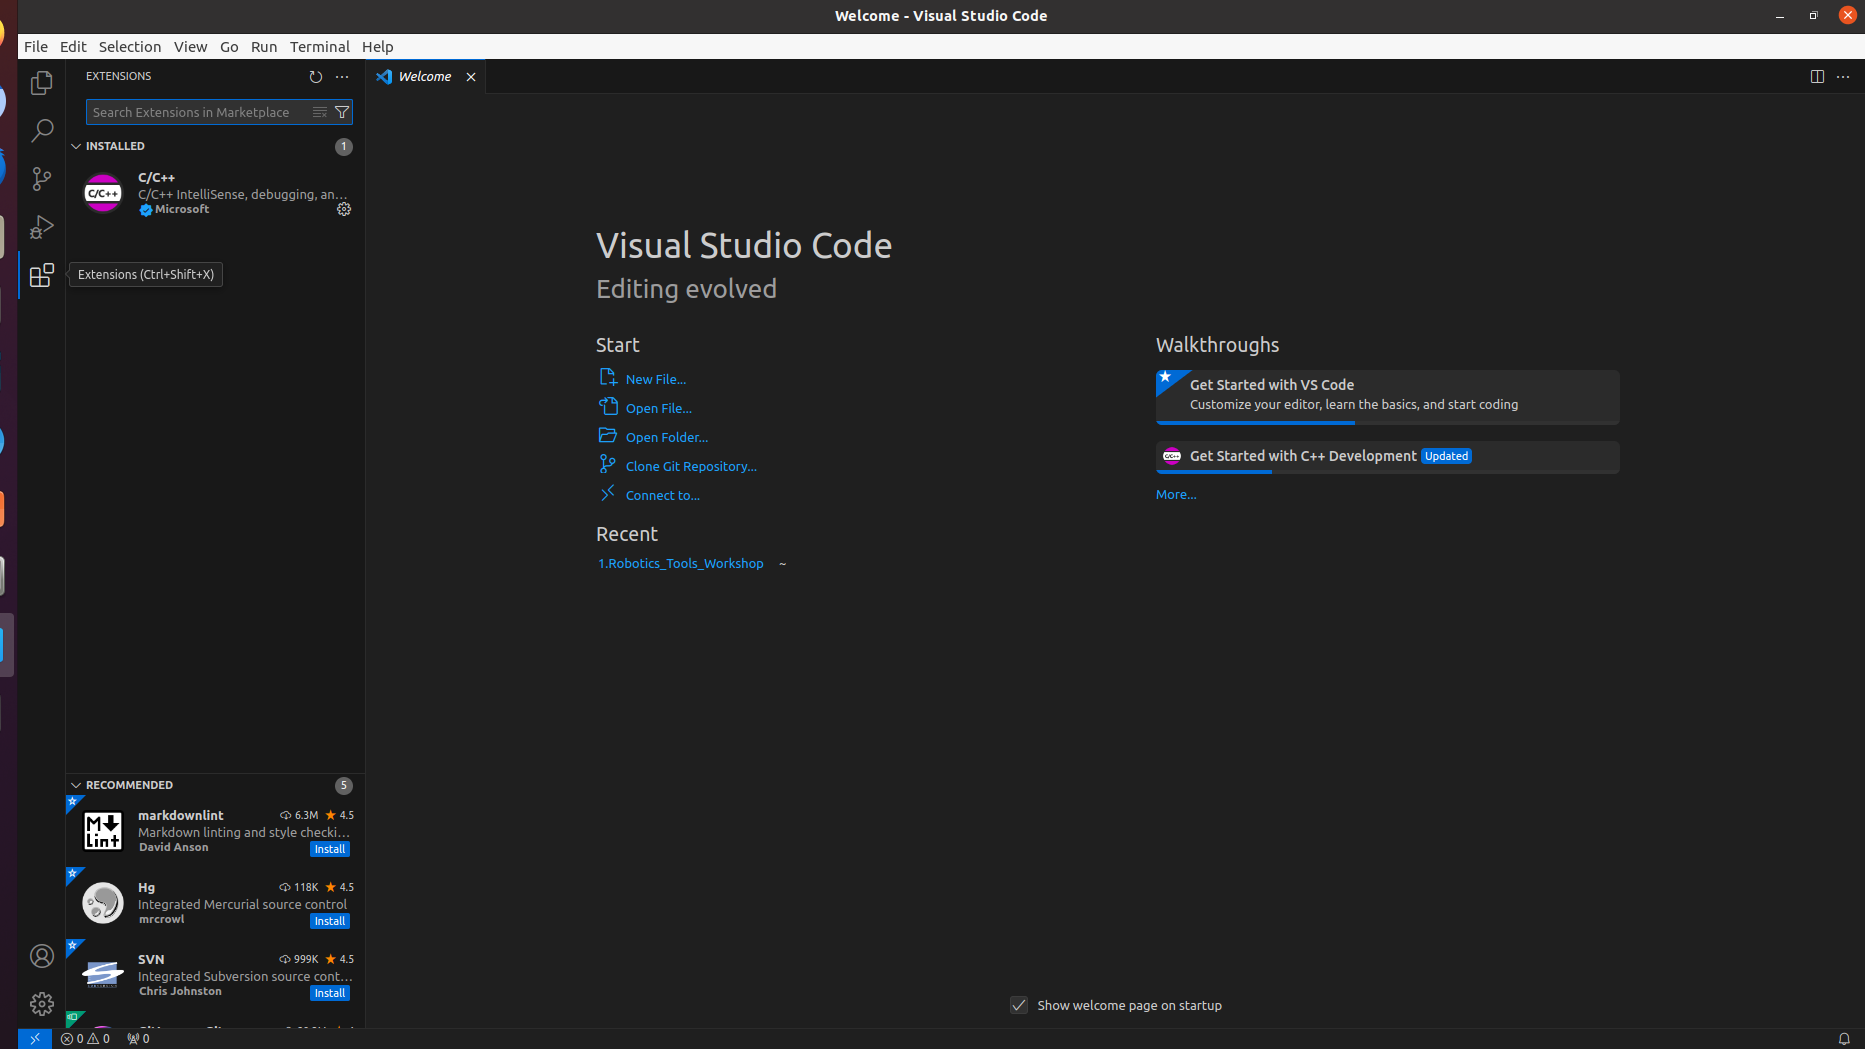 Welcome - Visual Studio Code
File Edit Selection View Go Run Terminal Help
EXTENSIONS
Welcome
Search Extensions in Marketplace
INSTALLED 1
C/C++
C/C++
C/C++ IntelliSense, debugging, an...
Microsoft
Extensions (Ctrl+Shift+X)
Visual Studio Code
Editing evolved
Start
New File...
Open File...
Open Folder...
Clone Git Repository...
Connect to...
Recent
1.Robotics_Tools_Workshop ~
Walkthroughs
Get Started with VS Code
Customize your editor, learn the basics, and start coding
C/C++ Get Started with C++ Development Updated
More...
RECOMMENDED 5
M lint
markdownlint 6.3M 4.5
Markdown linting and style checki...
David Anson Install
Hg 118K 4.5
Integrated Mercurial source control
mrcrowl Install
SVN 999K 4.5
Integrated Subversion source cont...
Chris Johnston Install
Show welcome page on startup
0 0 0